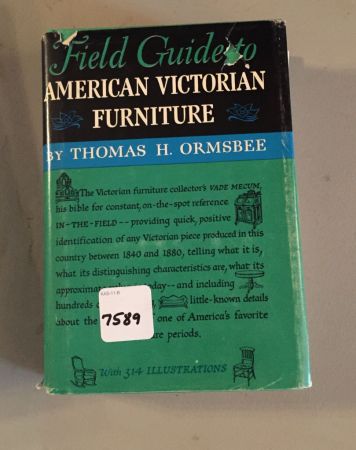 Field Guide to
AMERICAN VICTORIAN
FURNITURE
BY THOMAS H. ORMSBEE
The Victorian furniture collector's VADE MECUM,
his bible for constant, on-the-spot reference
IN-THE-FIELD--providing quick, positive
identification of any Victorian piece produced in this
country between 1840 and 1880, telling what it is,
what its distinguishing characteristics are, what its
approximate day--and including
hundreds little-known details
about the one of America's favorite
periods.
7589
With 314 ILLUSTRATIONS